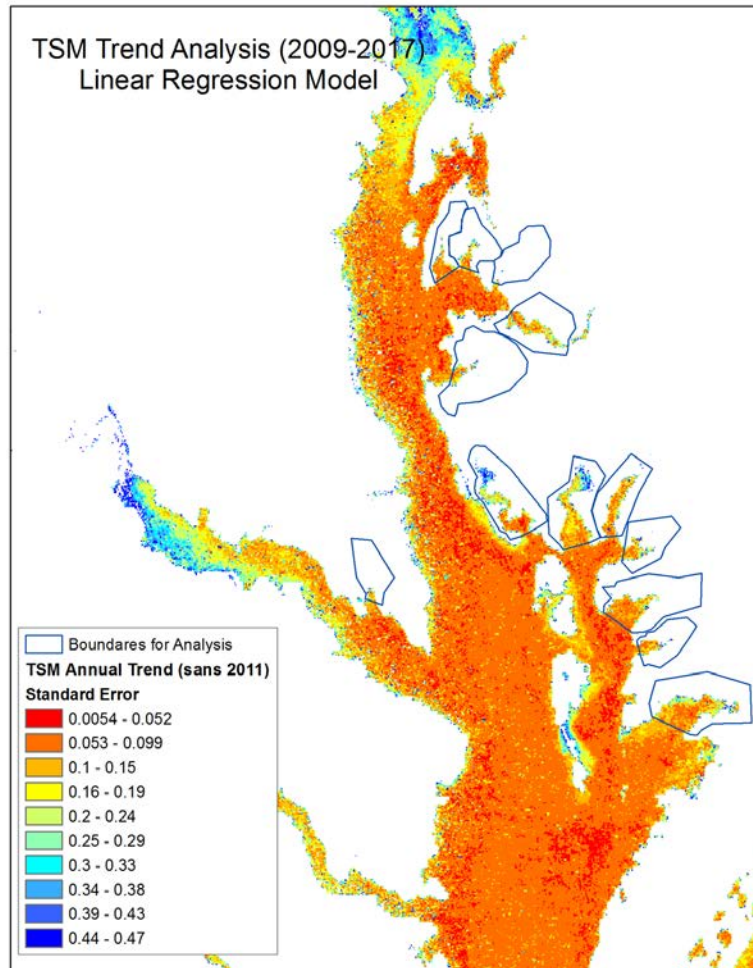 TSM Trend Analysis (2009-2017)
Linear Regression Model
Boundares for Analysis
TSM Annual Trend (sans 2011)
Standard Error
0.0054 - 0.052
0.053 - 0.099
0.1 - 0.15
0.16 - 0.19
0.2 - 0.24
0.25 - 0.29
0.3 - 0.33
0.34 - 0.38
0.39 - 0.43
0.44 - 0.47